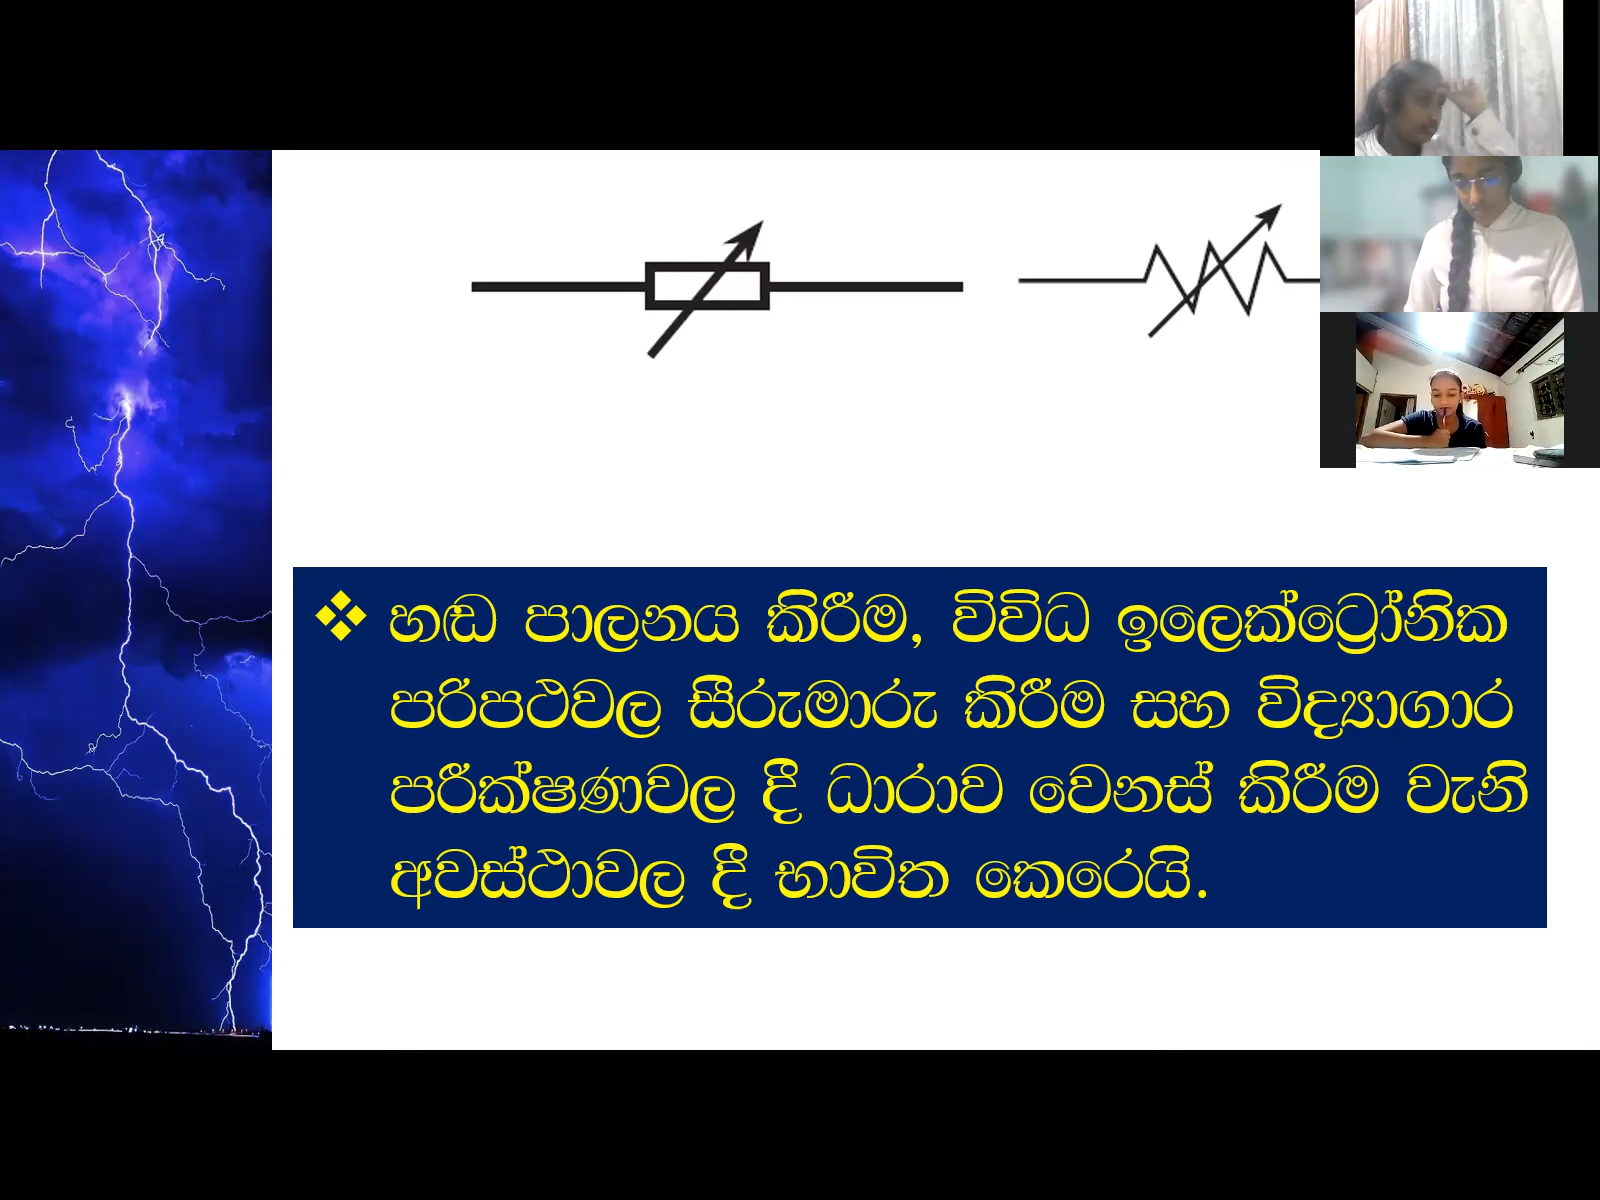 හඬ පාලනය කිරීම, විවිධ ඉලෙක්ට්‍රෝනික
පරිපථවල සීරුමාරු කිරීම සහ විද්‍යාගාර
පරීක්ෂණවල දී ධාරාව වෙනස් කිරීම වැනි
අවස්ථාවල දී භාවිත කෙරෙයි.